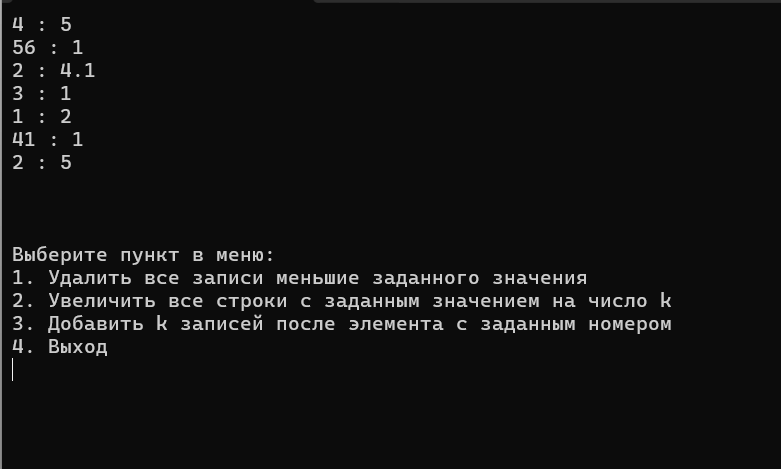 4 : 5
56 : 1
2 : 4.1
3 : 1
1 : 2
41 : 1
2 : 5
Выберите пункт в меню:
1. Удалить все записи меньшие заданного значения
2. Увеличить все строки с заданным значением на число k
3. Добавить k записей после элемента с заданным номером
4. Выход